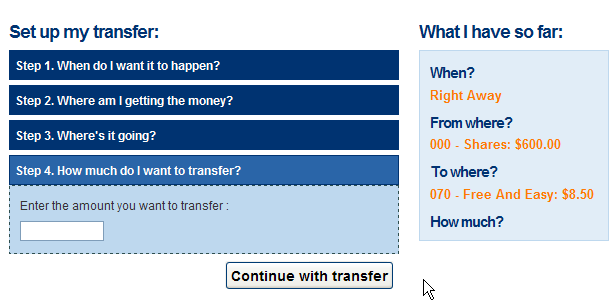 Set up my transfer:
Step 1. When do I want it to happen?
Step 2. Where am I getting the money?
Step 3. Where's it going?
Step 4. How much do I want to transfer?
Enter the amount you want to transfer :
Continue with transfer
What I have so far:
When?
Right Away
From where?
000 - Shares: $600.00
To where?
070 - Free And Easy: $8.50
How much?